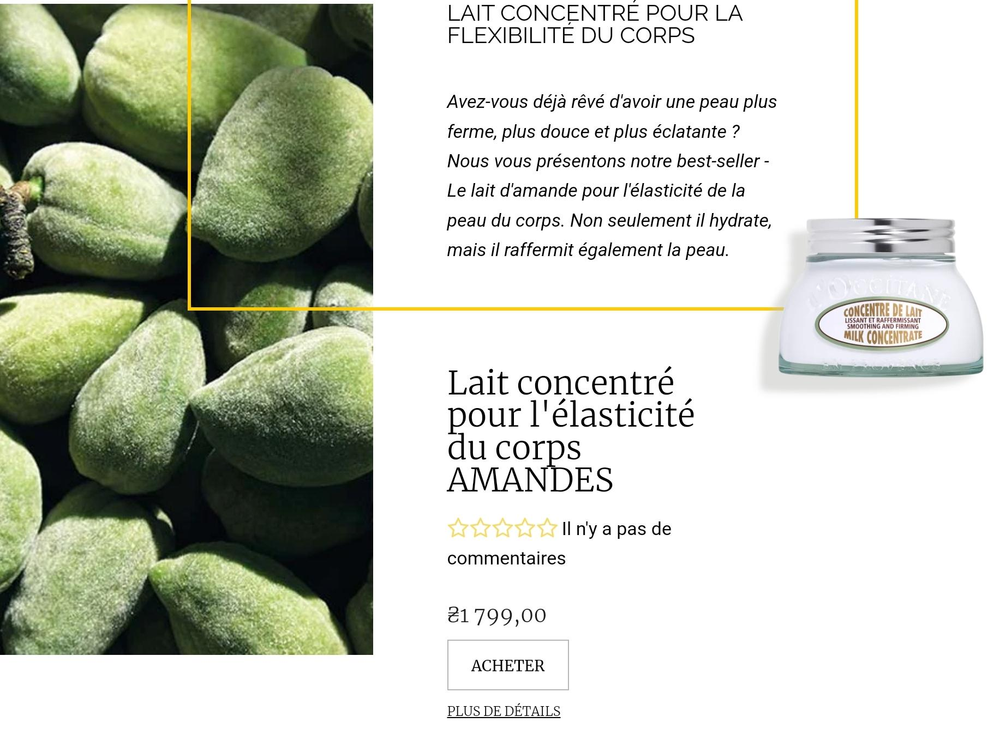 LAIT CONCENTRÉ POUR LA
FLEXIBILITÉ DU CORPS
Avez-vous déjà rêvé d'avoir une peau plus
ferme, plus douce et plus éclatante ?
Nous vous présentons notre best-seller -
Le lait d'amande pour l'élasticité de la
peau du corps. Non seulement il hydrate,
mais il raffermit également la peau.
L'OCCITANE
CONCENTRE DE LAIT
LISSANT ET RAFFERMISSANT
SMOOTHING AND FIRMING
MILK CONCENTRATE
EN PROVENCE
Lait concentré
pour l'élasticité
du corps
AMANDES
Il n'y a pas de
commentaires
₴1 799,00
ACHETER
PLUS DE DÉTAILS